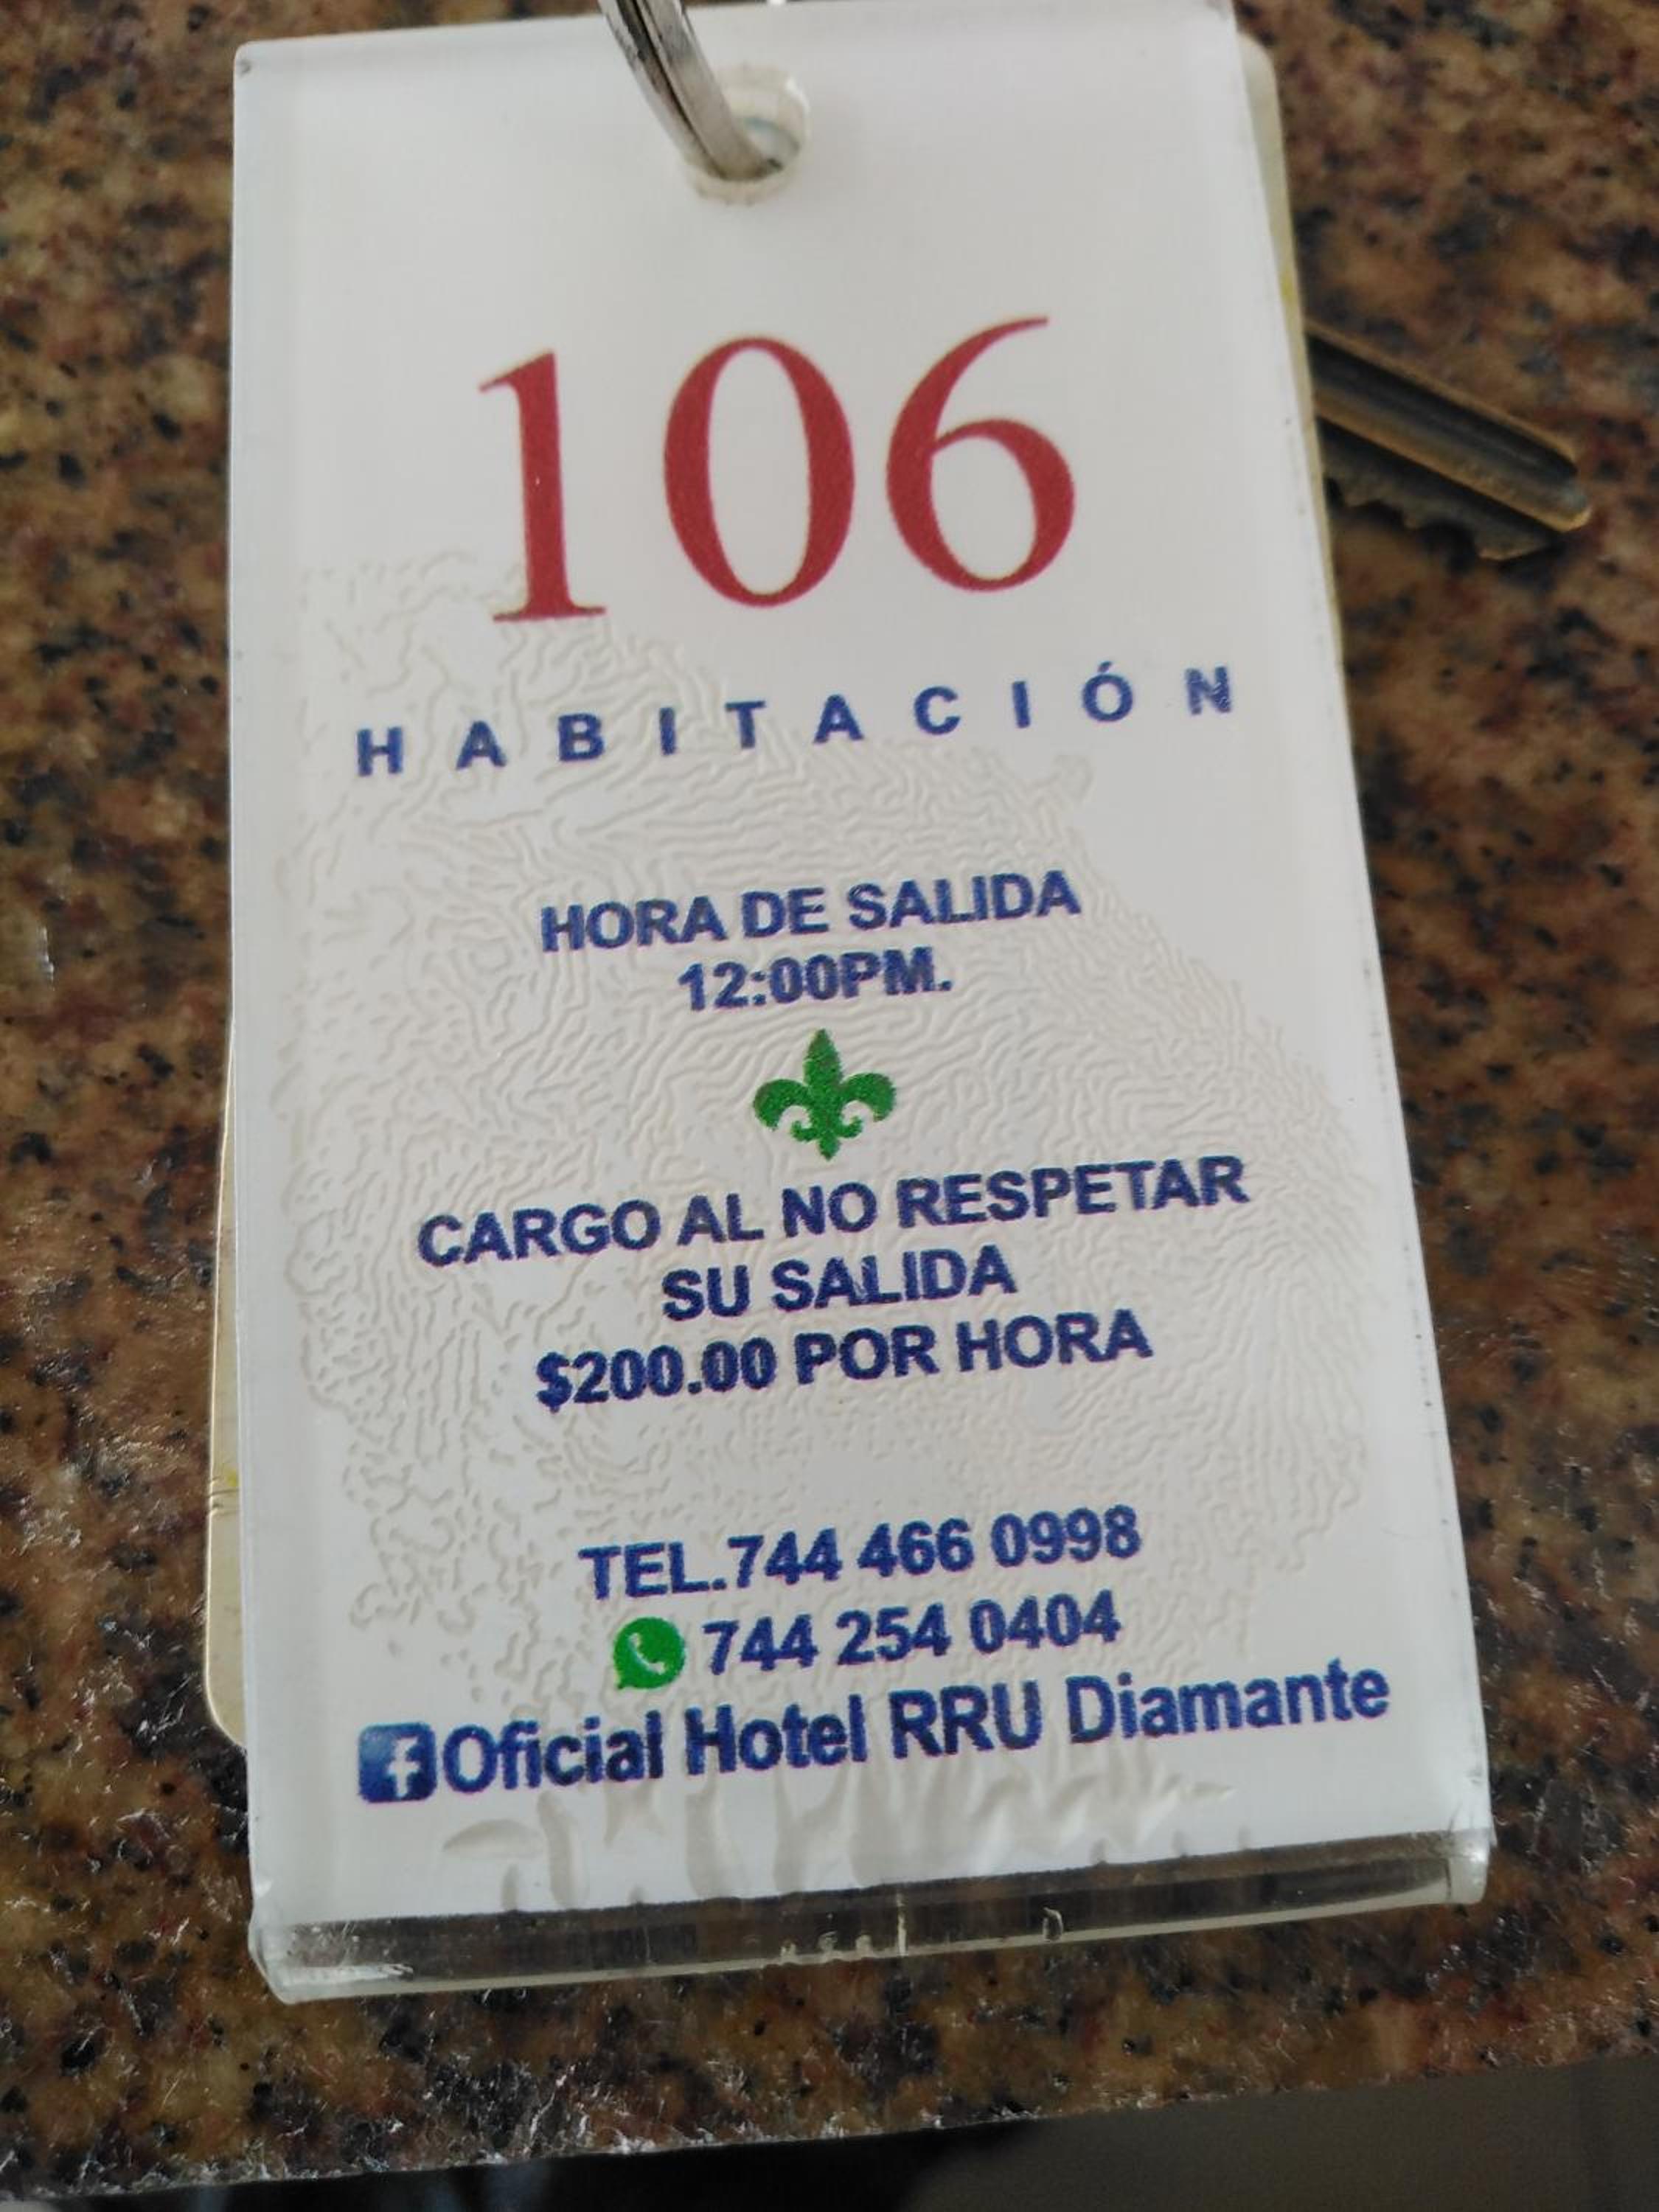 106
HABITACIÓN
HORA DE SALIDA
12:00PM.
CARGO AL NO RESPETAR
SU SALIDA
$200.00 POR HORA
TEL.744 466 0998
744 254 0404
Oficial Hotel RRU Diamante